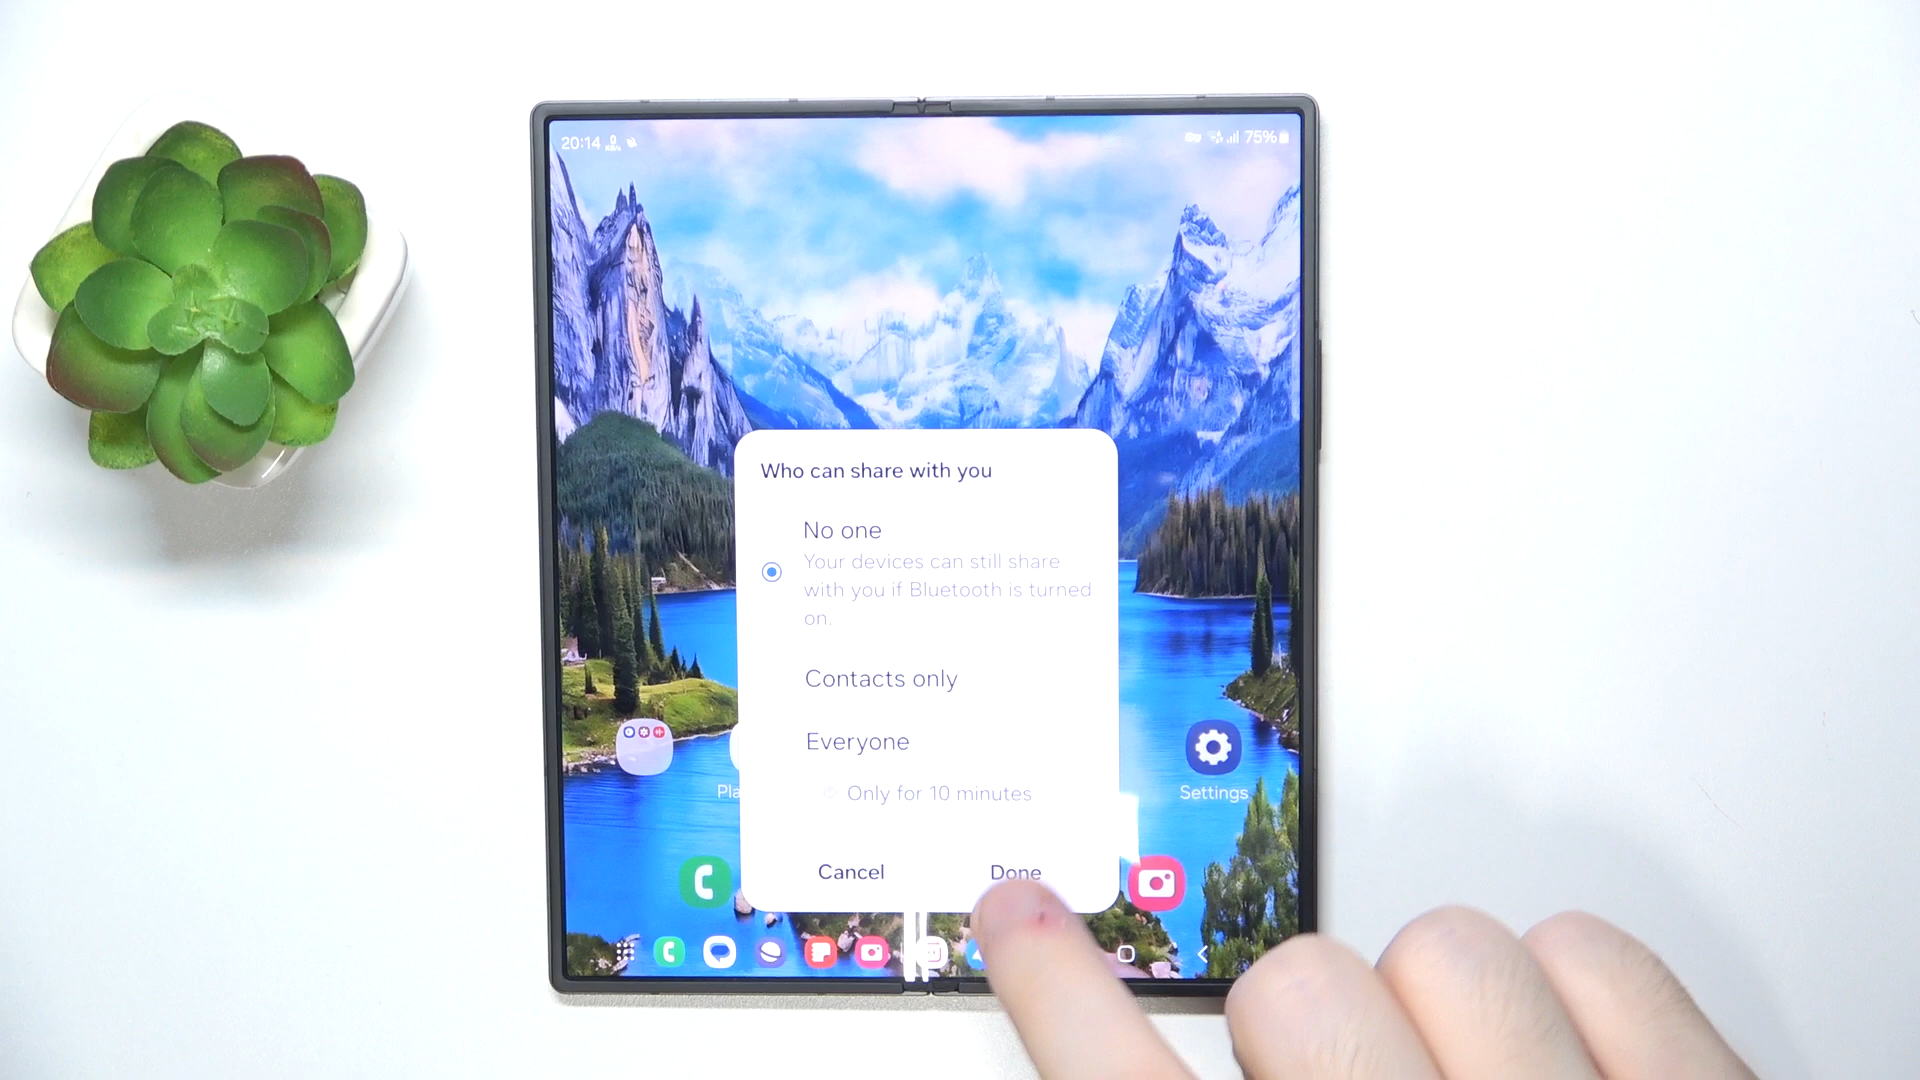 20:14
75%
Who can share with you
No one
Your devices can still share
with you if Bluetooth is turned
on.
Contacts only
Everyone
Only for 10 minutes
Pla
Settings
Cancel
Done